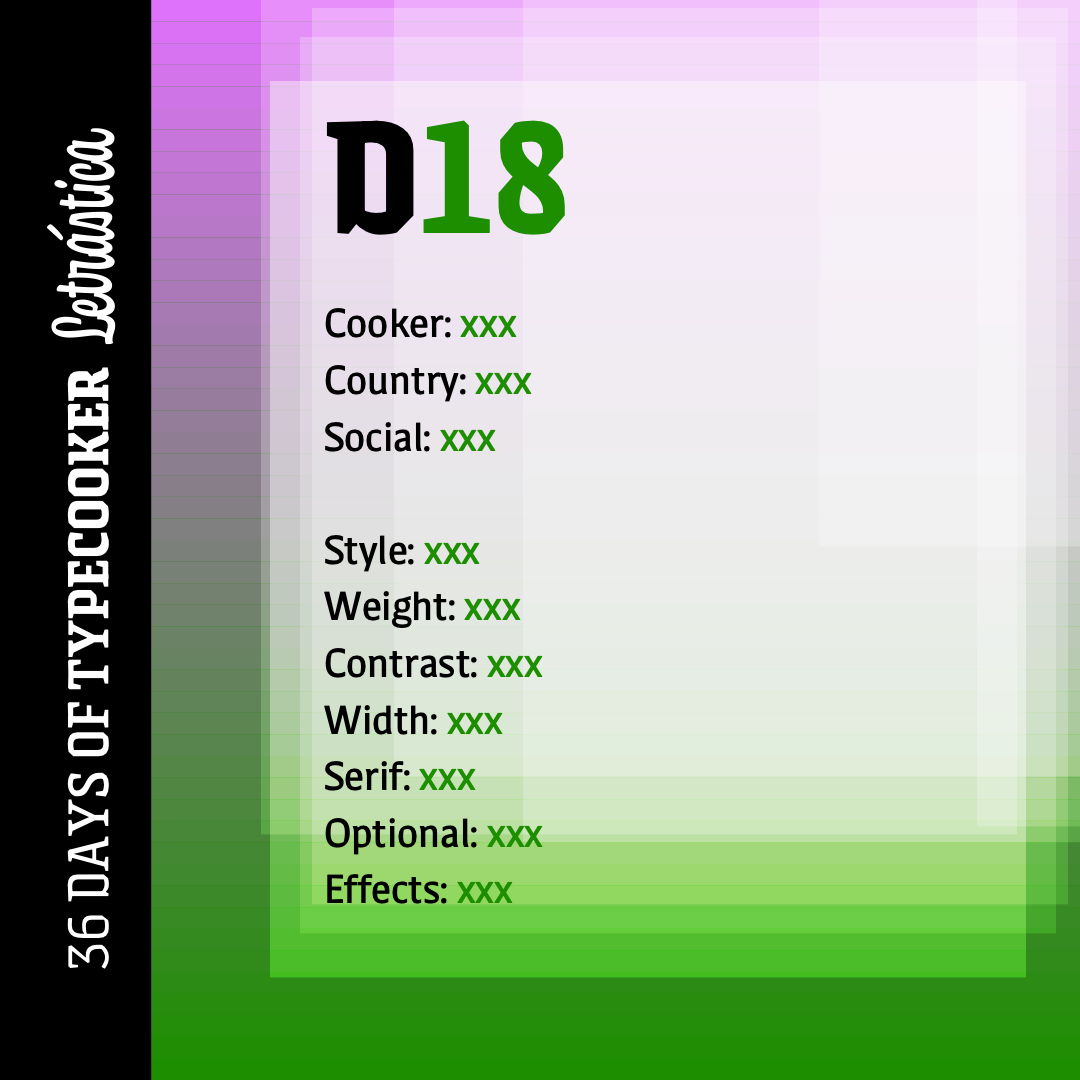 36 DAYS OF TYPECOOKER Letrástica
D18
Cooker: xxx
Country: xxx
Social: xxx
Style: xxx
Weight: xxx
Contrast: xxx
Width: xxx
Serif: xxx
Optional: xxx
Effects: xxx